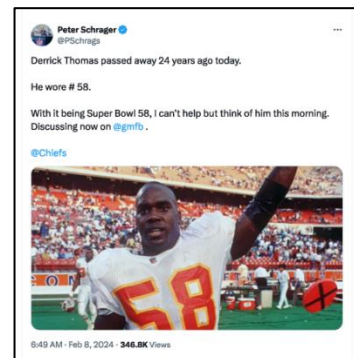 Peter Schrager
@PSchrags
Derrick Thomas passed away 24 years ago today.
He wore # 58.
With it being Super Bowl 58, I can't help but think of him this morning.
Discussing now on @gmfb .
@Chiefs
58
6:49 AM · Feb 8, 2024 · 346.8K Views